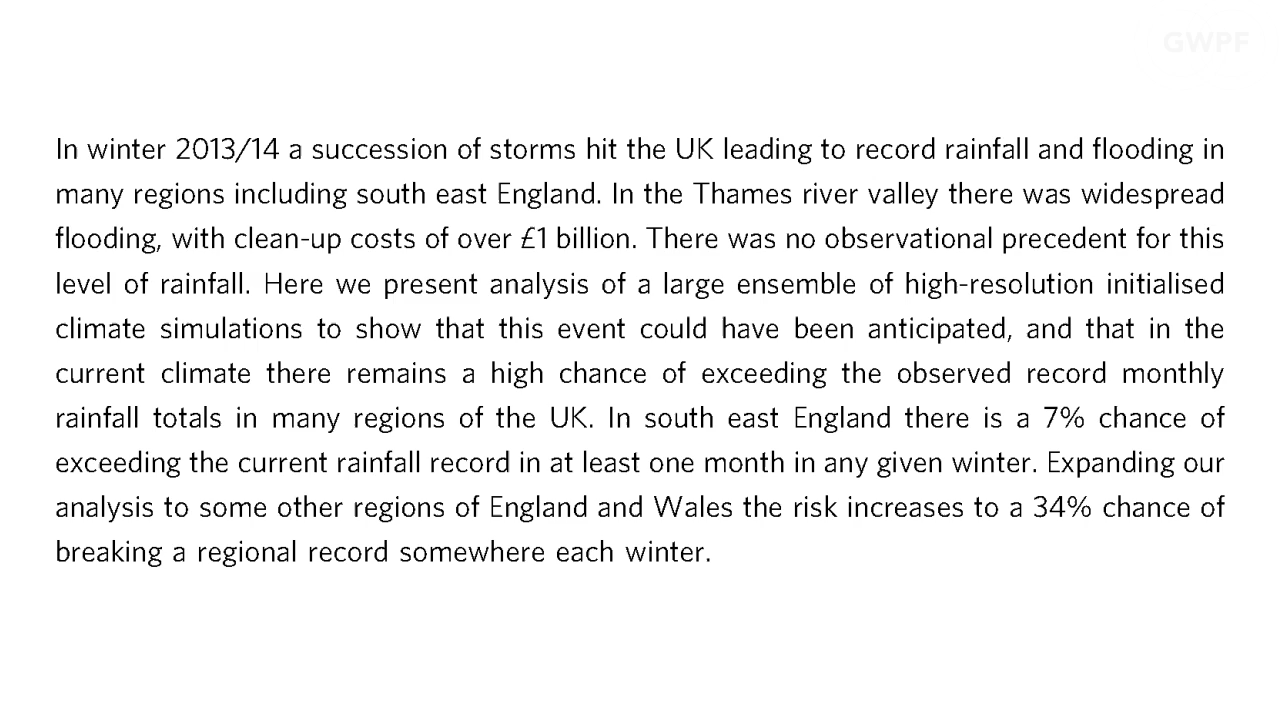 GWPF
In winter 2013/14 a succession of storms hit the UK leading to record rainfall and flooding in
many regions including south east England. In the Thames river valley there was widespread
flooding, with clean-up costs of over £1 billion. There was no observational precedent for this
level of rainfall. Here we present analysis of a large ensemble of high-resolution initialised
climate simulations to show that this event could have been anticipated, and that in the
current climate there remains a high chance of exceeding the observed record monthly
rainfall totals in many regions of the UK. In south east England there is a 7% chance of
exceeding the current rainfall record in at least one month in any given winter. Expanding our
analysis to some other regions of England and Wales the risk increases to a 34% chance of
breaking a regional record somewhere each winter.